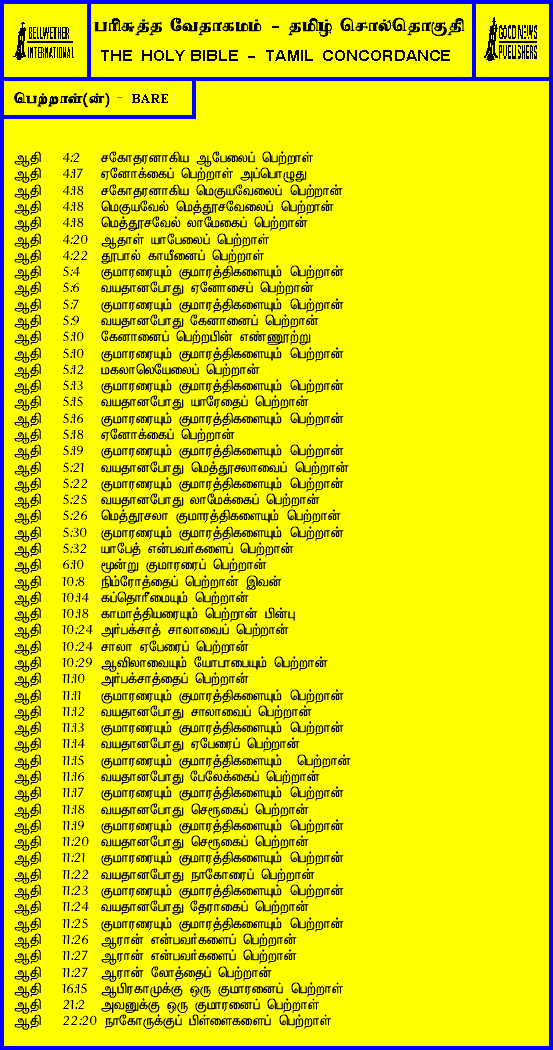 BELLWETHER
INTERNATIONAL
பரிசுத்த வேதாகமம் - தமிழ் சொல்தொகுதி
THE HOLY BIBLE - TAMIL CONCORDANCE
GOOD NEWS
PUBLISHERS
பெற்றாள்(ன்) - BARE
ஆதி 4:2 சகோதரனாகிய ஆபேலைப் பெற்றாள்
ஆதி 4:17 ஏனோக்கைப் பெற்றாள் அப்பொழுது
ஆதி 4:18 சகோதரனாகிய மெகுயவேலைப் பெற்றான்
ஆதி 4:18 மெகுயவேல் மெத்தூசவேலைப் பெற்றான்
ஆதி 4:18 மெத்தூசவேல் லாமேகைப் பெற்றான்
ஆதி 4:20 ஆதாள் யாபேலைப் பெற்றாள்
ஆதி 4:22 தூபால் காயீனைப் பெற்றாள்
ஆதி 5:4 குமாரரையும் குமாரத்திகளையும் பெற்றான்
ஆதி 5:6 வயதானபோது ஏனோசைப் பெற்றான்
ஆதி 5:7 குமாரரையும் குமாரத்திகளையும் பெற்றான்
ஆதி 5:9 வயதானபோது கேனானைப் பெற்றான்
ஆதி 5:10 கேனானைப் பெற்றபின் எண்ணூற்று
ஆதி 5:10 குமாரரையும் குமாரத்திகளையும் பெற்றான்
ஆதி 5:12 மகலாலெயேலைப் பெற்றான்
ஆதி 5:13 குமாரரையும் குமாரத்திகளையும் பெற்றான்
ஆதி 5:15 வயதானபோது யாரேதைப் பெற்றான்
ஆதி 5:16 குமாரரையும் குமாரத்திகளையும் பெற்றான்
ஆதி 5:18 ஏனோக்கைப் பெற்றான்
ஆதி 5:19 குமாரரையும் குமாரத்திகளையும் பெற்றான்
ஆதி 5:21 வயதானபோது மெத்தூசலாவைப் பெற்றான்
ஆதி 5:22 குமாரரையும் குமாரத்திகளையும் பெற்றான்
ஆதி 5:25 வயதானபோது லாமேக்கைப் பெற்றான்
ஆதி 5:26 மெத்தூசலா குமாரத்திகளையும் பெற்றான்
ஆதி 5:30 குமாரரையும் குமாரத்திகளையும் பெற்றான்
ஆதி 5:32 யாபேத் என்பவர்களைப் பெற்றான்
ஆதி 6:10 மூன்று குமாரரைப் பெற்றான்
ஆதி 10:8 நிம்ரோத்தைப் பெற்றான் இவன்
ஆதி 10:14 கப்தொரீமையும் பெற்றான்
ஆதி 10:18 காமாத்தியரையும் பெற்றான் பின்பு
ஆதி 10:24 அர்பக்சாத் சாலாவைப் பெற்றான்
ஆதி 10:24 சாலா ஏபேரைப் பெற்றான்
ஆதி 10:29 ஆவிலாவையும் யோபாபையும் பெற்றான்
ஆதி 11:10 அர்பக்சாத்தைப் பெற்றான்
ஆதி 11:11 குமாரரையும் குமாரத்திகளையும் பெற்றான்
ஆதி 11:12 வயதானபோது சாலாவைப் பெற்றான்
ஆதி 11:13 குமாரரையும் குமாரத்திகளையும் பெற்றான்
ஆதி 11:14 வயதானபோது ஏபேரைப் பெற்றான்
ஆதி 11:15 குமாரரையும் குமாரத்திகளையும் பெற்றான்
ஆதி 11:16 வயதானபோது பேலேக்கைப் பெற்றான்
ஆதி 11:17 குமாரரையும் குமாரத்திகளையும் பெற்றான்
ஆதி 11:18 வயதானபோது செரூகைப் பெற்றான்
ஆதி 11:19 குமாரரையும் குமாரத்திகளையும் பெற்றான்
ஆதி 11:20 வயதானபோது செரூகைப் பெற்றான்
ஆதி 11:21 குமாரரையும் குமாரத்திகளையும் பெற்றான்
ஆதி 11:22 வயதானபோது நாகோரைப் பெற்றான்
ஆதி 11:23 குமாரரையும் குமாரத்திகளையும் பெற்றான்
ஆதி 11:24 வயதானபோது தேராகைப் பெற்றான்
ஆதி 11:25 குமாரரையும் குமாரத்திகளையும் பெற்றான்
ஆதி 11:26 ஆரான் என்பவர்களைப் பெற்றான்
ஆதி 11:27 ஆரான் என்பவர்களைப் பெற்றான்
ஆதி 11:27 ஆரான் லோத்தைப் பெற்றான்
ஆதி 16:15 ஆபிரகாமுக்கு ஒரு குமாரனைப் பெற்றாள்
ஆதி 21:2 அவனுக்கு ஒரு குமாரனைப் பெற்றாள்
ஆதி 22:20 நாகோருக்குப் பிள்ளைகளைப் பெற்றாள்